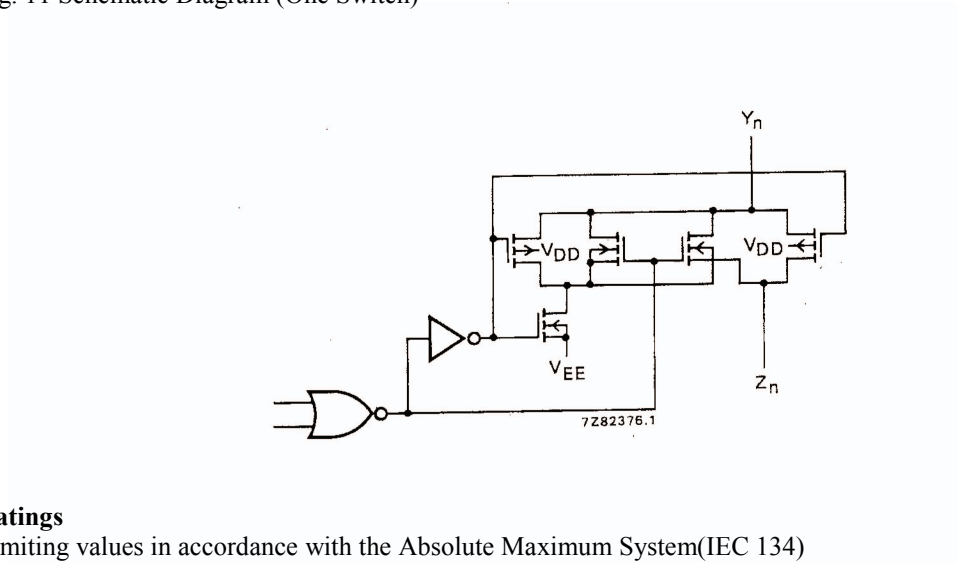 g. 11 Schematic Diagram (One Switch)
Yn
VDD
VDD
VEE
Zn
7Z82376.1
atings
miting values in accordance with the Absolute Maximum System(IEC 134)